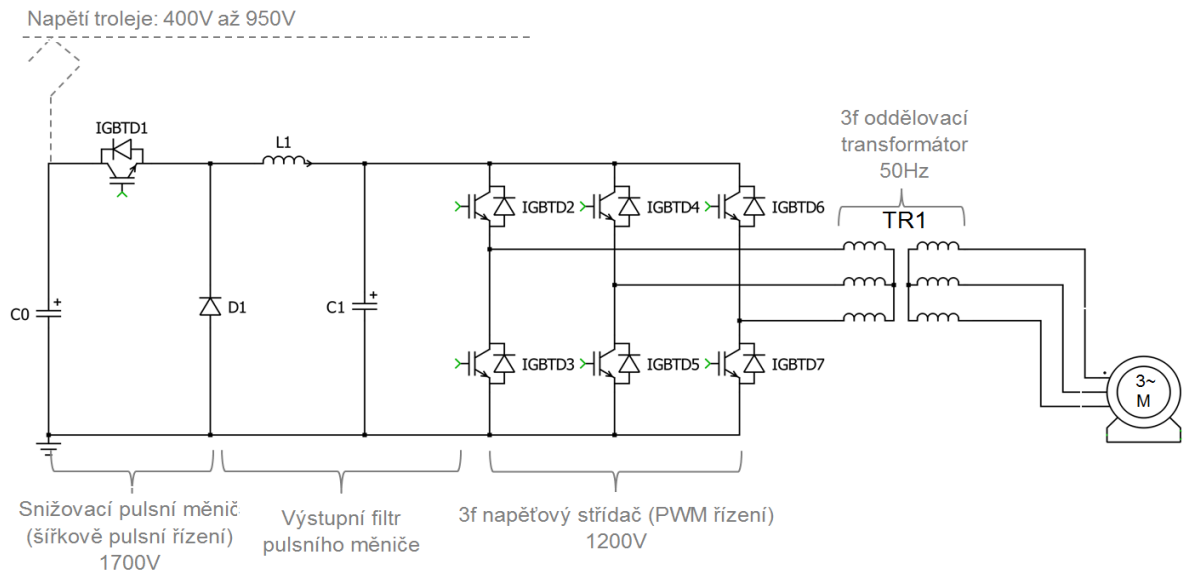 Napětí troleje: 400V až 950V
IGBTD1
L1
3f oddělovací
transformátor
50Hz
TR1
IGBTD2
IGBTD4
IGBTD6
C0
D1
C1
IGBTD3
IGBTD5
IGBTD7
3~
M
Snižovací pulsní měnič
(šířkově pulsní řízení)
1700V
Výstupní filtr
pulsního měniče
3f napěťový střídač (PWM řízení)
1200V